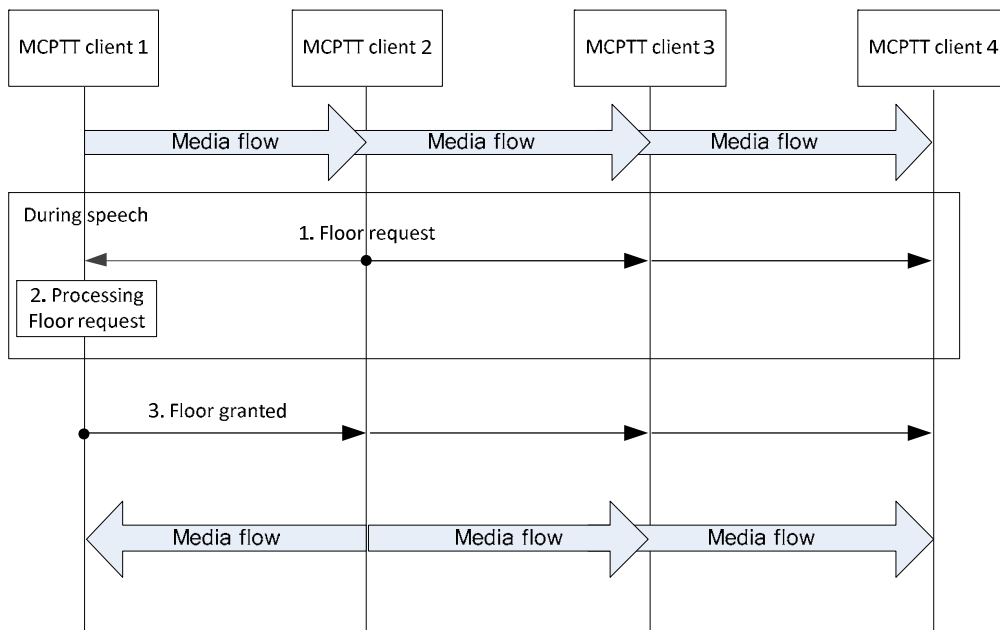 MCPTT client 1
MCPTT client 2
MCPTT client 3
MCPTT client 4
Media flow
Media flow
Media flow
During speech
1. Floor request
2. Processing
Floor request
3. Floor granted
Media flow
Media flow
Media flow